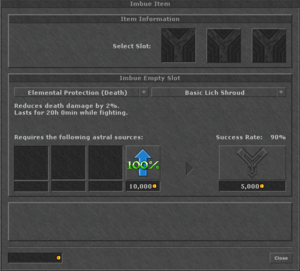 Imbue Item
Item Information
Select Slot:
Imbue Empty Slot
Elemental Protection (Death)
Basic Lich Shroud
Reduces death damage by 2%.
Lasts for 20h 0min while fighting.
Requires the following astral sources:
Success Rate: 90%
100%
10,000
5,000
Close